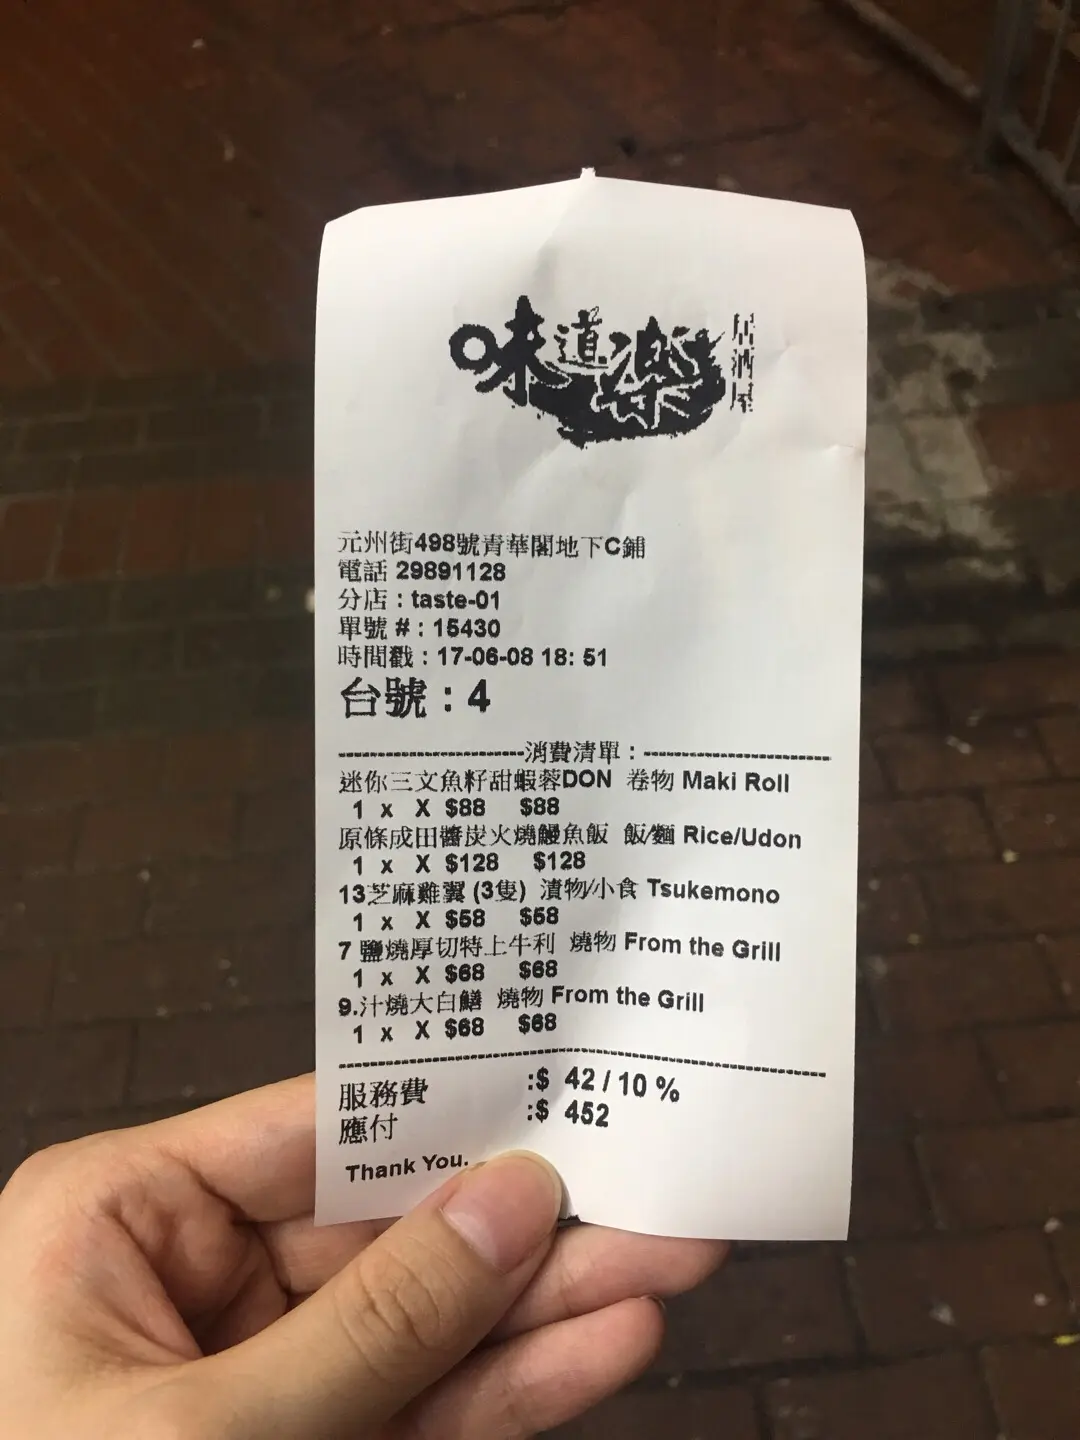 味道樂
居酒屋
元州街498號青華閣地下C鋪
電話 29891128
分店 : taste-01
單號 # : 15430
時間戳 : 17-06-08 18: 51
台號 : 4
------------------------消費清單 : ------------------------
迷你三文魚籽甜蝦蓉DON 卷物 Maki Roll
1 x X $88 $88
原條成田醬炭火燒鰻魚飯 飯/麵 Rice/Udon
1 x X $128 $128
13芝麻雞翼 (3隻) 漬物/小食 Tsukemono
1 x X $58 $58
7 鹽燒厚切特上牛利 燒物 From the Grill
1 x X $68 $68
9.汁燒大白鱔 燒物 From the Grill
1 x X $68 $68
服務費 :$ 42 / 10 %
應付 :$ 452
Thank You.